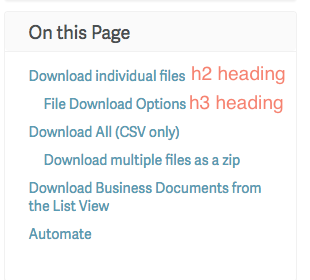 On this Page
Download individual files h2 heading
File Download Options h3 heading
Download All (CSV only)
Download multiple files as a zip
Download Business Documents from
the List View
Automate